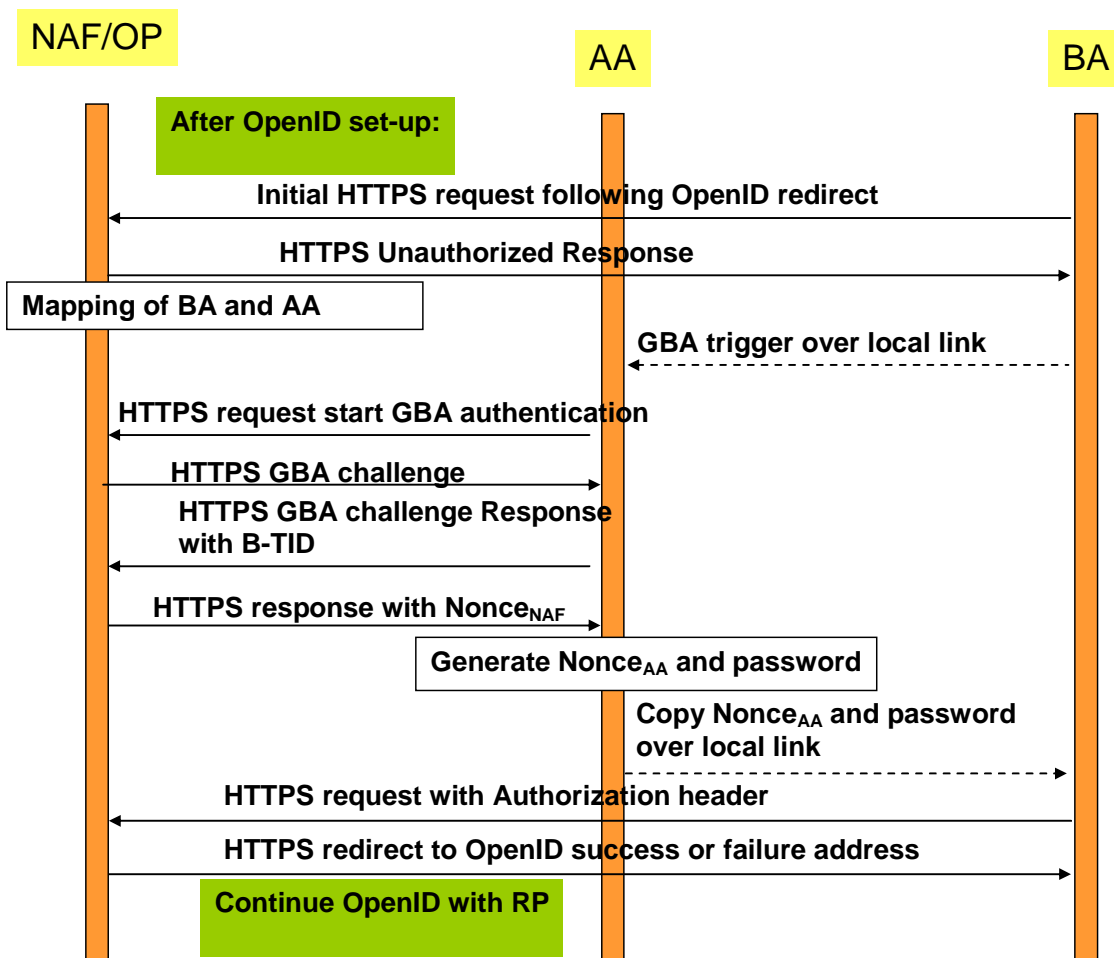 NAF/OP
AA
BA
After OpenID set-up:
Initial HTTPS request following OpenID redirect
HTTPS Unauthorized Response
Mapping of BA and AA
GBA trigger over local link
HTTPS request start GBA authentication
HTTPS GBA challenge
HTTPS GBA challenge Response
with B-TID
HTTPS response with NonceNAF
Generate NonceAA and password
Copy NonceAA and password
over local link
HTTPS request with Authorization header
HTTPS redirect to OpenID success or failure address
Continue OpenID with RP